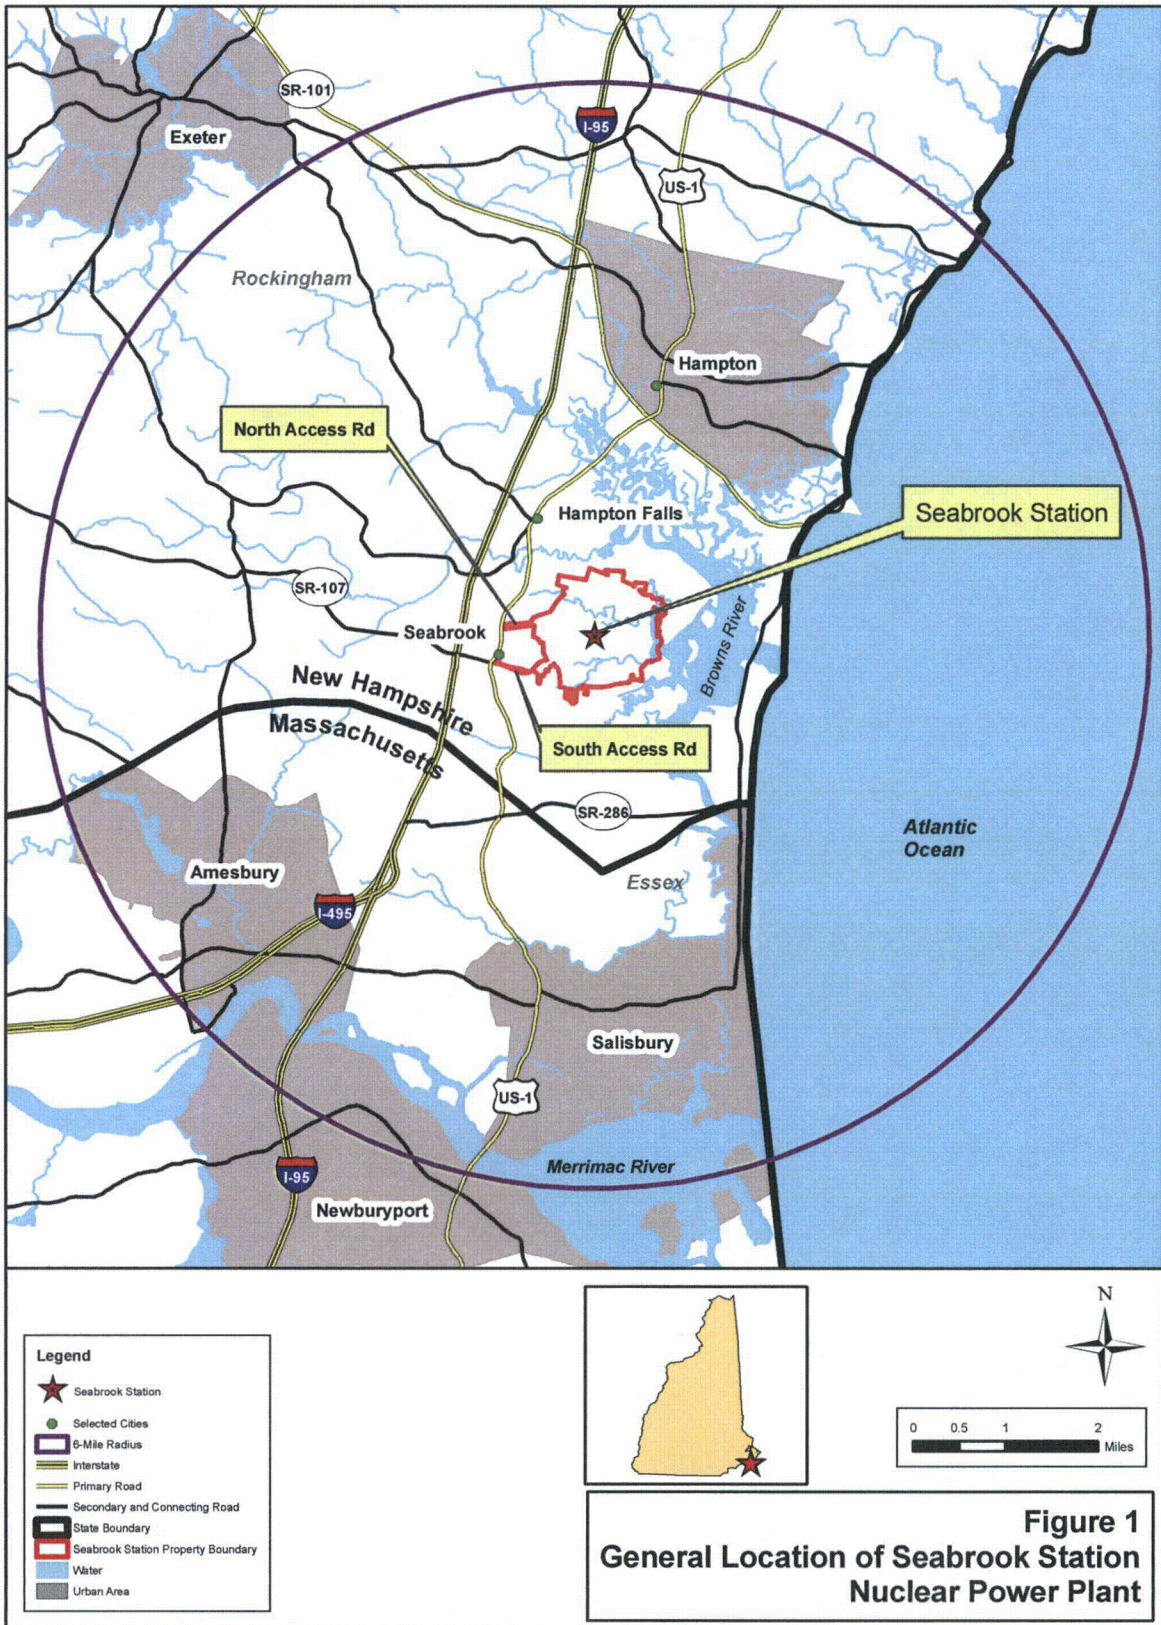 SR-101
I-95
Exeter
US-1
Rockingham
Hampton
North Access Rd
Hampton Falls
Seabrook Station
SR-107
Seabrook
Browns River
New Hampshire
Massachusetts
South Access Rd
SR-286
Atlantic
Ocean
Amesbury
Essex
I-495
Salisbury
US-1
Merrimac River
I-95
Newburyport
Legend
Seabrook Station
Selected Cities
6-Mile Radius
Interstate
Primary Road
Secondary and Connecting Road
State Boundary
Seabrook Station Property Boundary
Water
Urban Area
N
0 0.5 1 2
Miles
Figure 1
General Location of Seabrook Station
Nuclear Power Plant